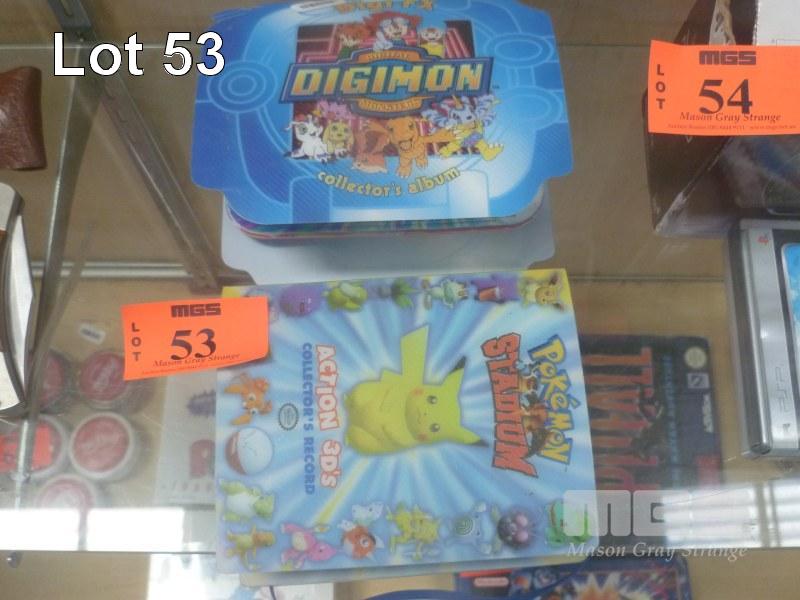 Lot 53
DIGIMON
DIGITAL
MONSTERS
collector's album
MGS
LOT
54
Mason Gray Strange
MGS
LOT
53
Mason Gray Strange
POKéMON
STADIUM
ACTION 3D'S
COLLECTOR'S RECORD
PSP
MGS
Mason Gray Strange